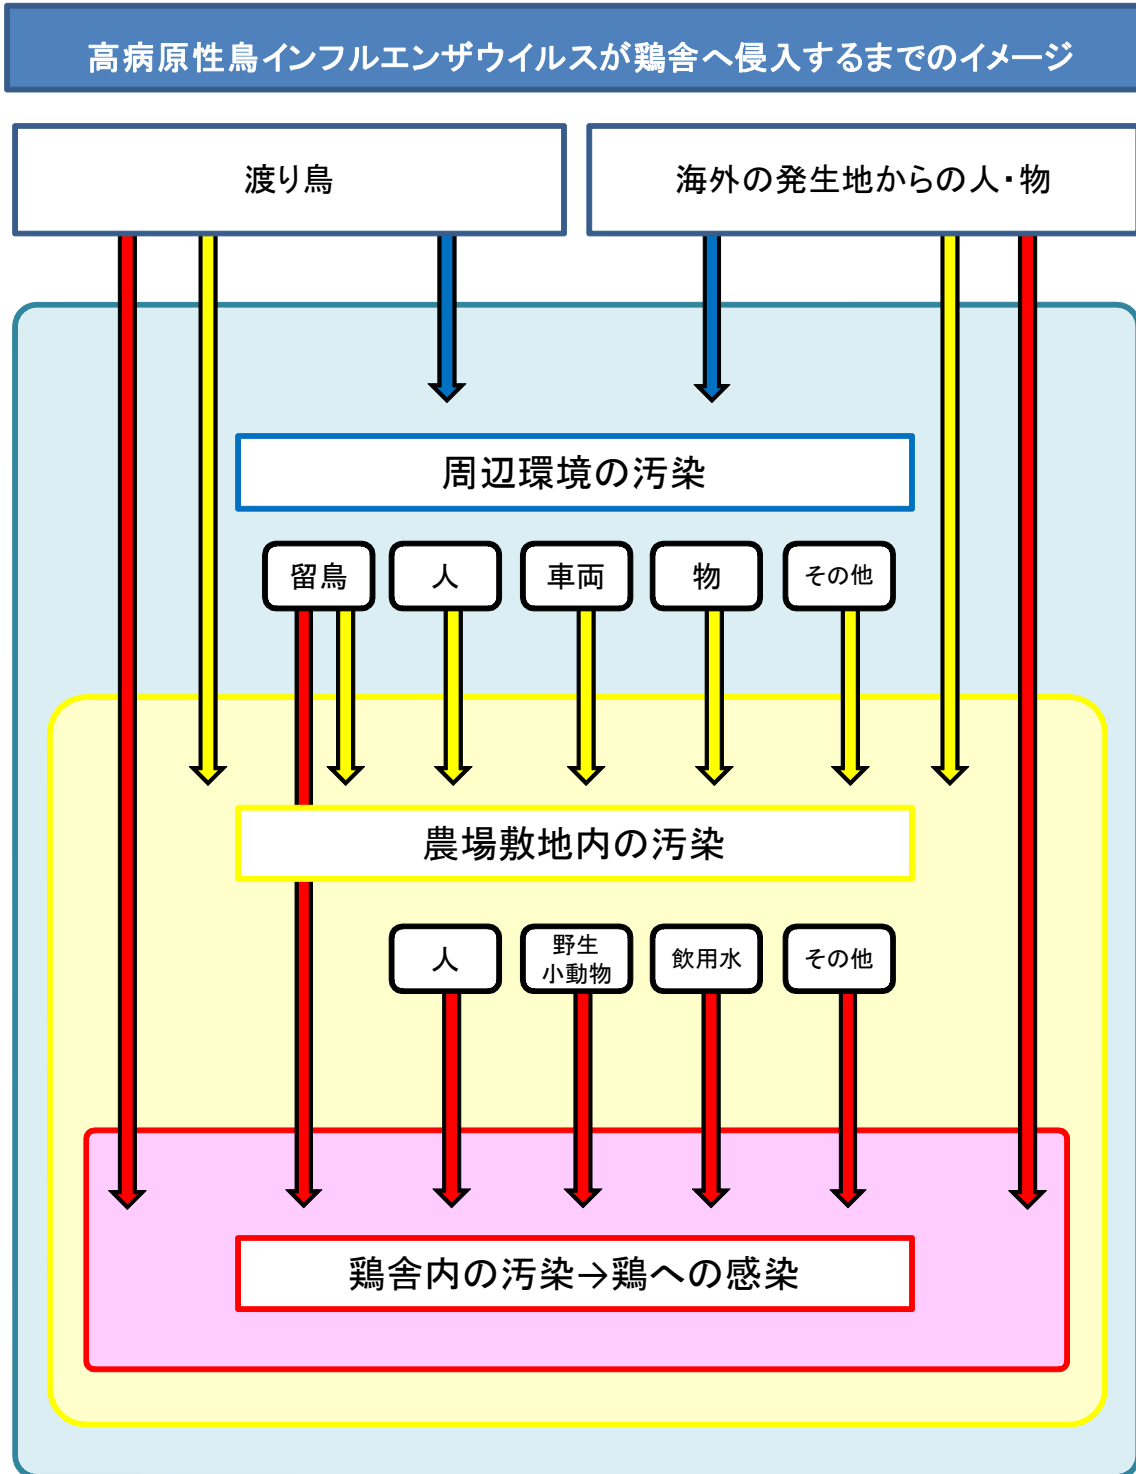 高病原性鳥インフルエンザウイルスが鶏舎へ侵入するまでのイメージ
渡り鳥
海外の発生地からの人・物
周辺環境の汚染
留鳥
人
車両
物
その他
農場敷地内の汚染
人
野生
小動物
飲用水
その他
鶏舎内の汚染→鶏への感染